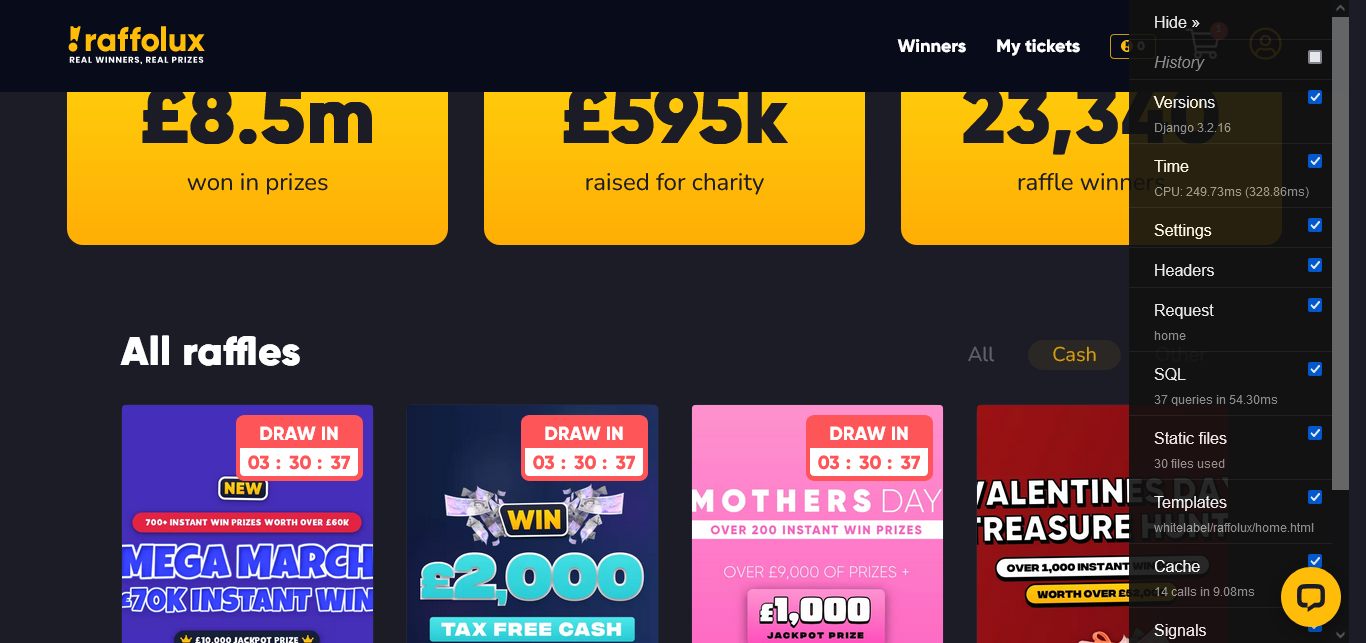 raffolux
REAL WINNERS, REAL PRIZES
Winners
My tickets
0
1
£8.5m
won in prizes
£595k
raised for charity
23,340
raffle winners
All raffles
All
Cash
Other
DRAW IN
03 : 30 : 37
NEW
700+ INSTANT WIN PRIZES WORTH OVER £60K
MEGA MARCH
£70K INSTANT WIN
£10,000 JACKPOT PRIZE
DRAW IN
03 : 30 : 37
WIN
£2,000
TAX FREE CASH
DRAW IN
03 : 30 : 37
MOTHERS DAY
OVER 200 INSTANT WIN PRIZES
OVER £9,000 OF PRIZES +
£1,000
JACKPOT PRIZE
VALENTINES DAY
TREASURE HUNT
OVER 1,000 INSTANT WIN
WORTH OVER £52,000
Hide »
History
Versions
Django 3.2.16
Time
CPU: 249.73ms (328.86ms)
Settings
Headers
Request
home
SQL
37 queries in 54.30ms
Static files
30 files used
Templates
whitelabel/raffolux/home.html
Cache
14 calls in 9.08ms
Signals